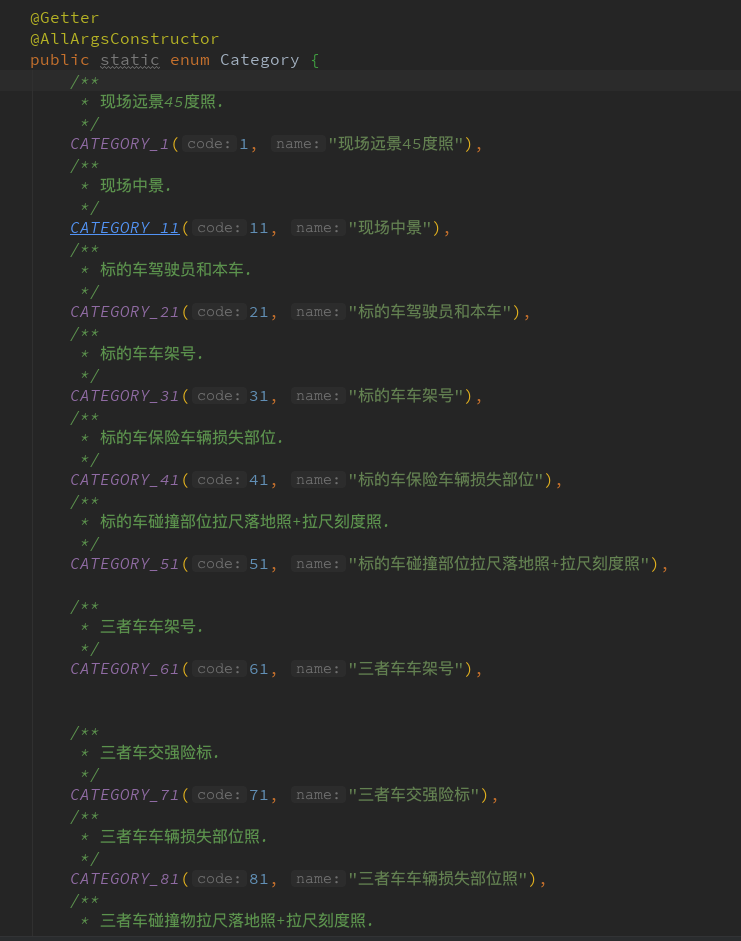 @Getter
@AllArgsConstructor
public static enum Category {
/**
* 现场远景45度照.
*/
CATEGORY_1( code: 1, name: "现场远景45度照"),
/**
* 现场中景.
*/
CATEGORY_11( code: 11, name: "现场中景"),
/**
* 标的车驾驶员和本车.
*/
CATEGORY_21( code: 21, name: "标的车驾驶员和本车"),
/**
* 标的车车架号.
*/
CATEGORY_31( code: 31, name: "标的车车架号"),
/**
* 标的车保险车辆损失部位.
*/
CATEGORY_41( code: 41, name: "标的车保险车辆损失部位"),
/**
* 标的车碰撞部位拉尺落地照+拉尺刻度照.
*/
CATEGORY_51( code: 51, name: "标的车碰撞部位拉尺落地照+拉尺刻度照"),
/**
* 三者车车架号.
*/
CATEGORY_61( code: 61, name: "三者车车架号"),
/**
* 三者车交强险标.
*/
CATEGORY_71( code: 71, name: "三者车交强险标"),
/**
* 三者车车辆损失部位照.
*/
CATEGORY_81( code: 81, name: "三者车车辆损失部位照"),
/**
* 三者车碰撞物拉尺落地照+拉尺刻度照.